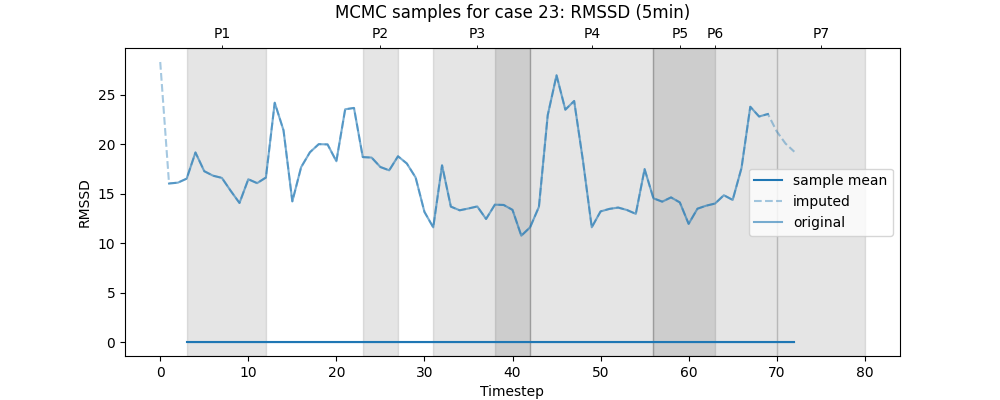 MCMC samples for case 23: RMSSD (5min)
P1 P2 P3 P4 P5 P6 P7
RMSSD
25
20
15
10
5
0
sample mean
imputed
original
0 10 20 30 40 50 60 70 80
Timestep